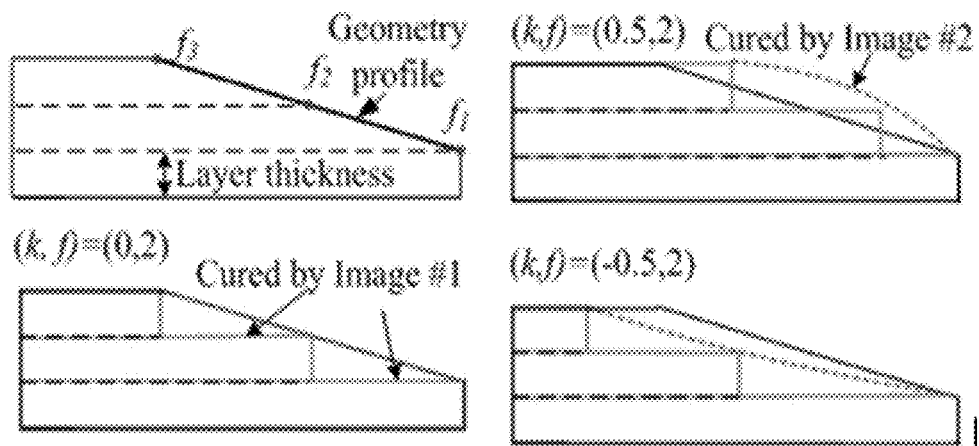 f3
Geometry
f2 profile
f1
Layer thickness
(k,f)=(0.5,2) Cured by Image #2
(k, f)=(0,2)
Cured by Image #1
(k,f)=(-0.5,2)